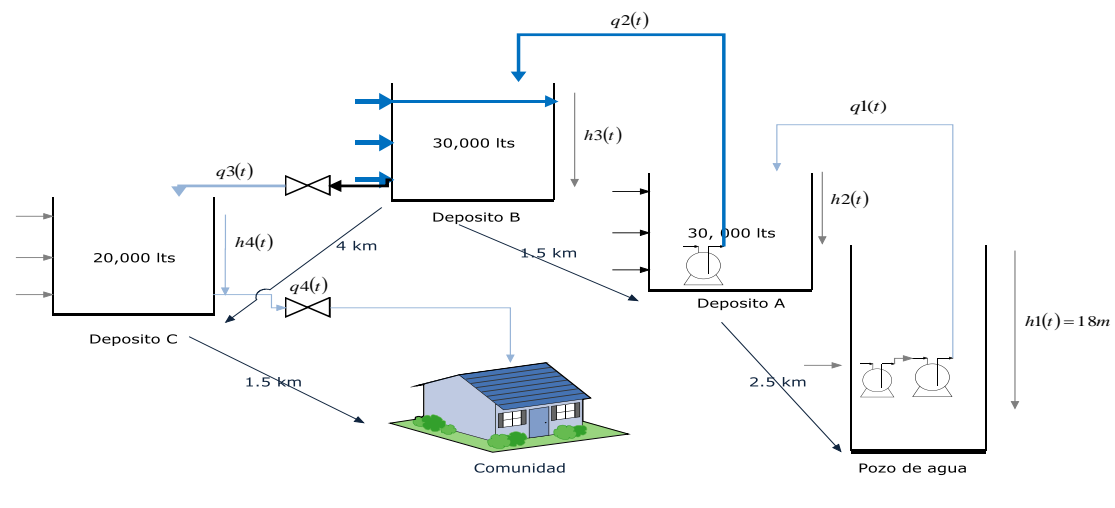 q2(t)
q1(t)
h3(t)
30,000 lts
q3(t)
h2(t)
Deposito B
30, 000 lts
h4(t)
4 km
1.5 km
20,000 lts
q4(t)
Deposito A
h1(t) = 18m
Deposito C
1.5 km
2.5 km
Comunidad
Pozo de agua